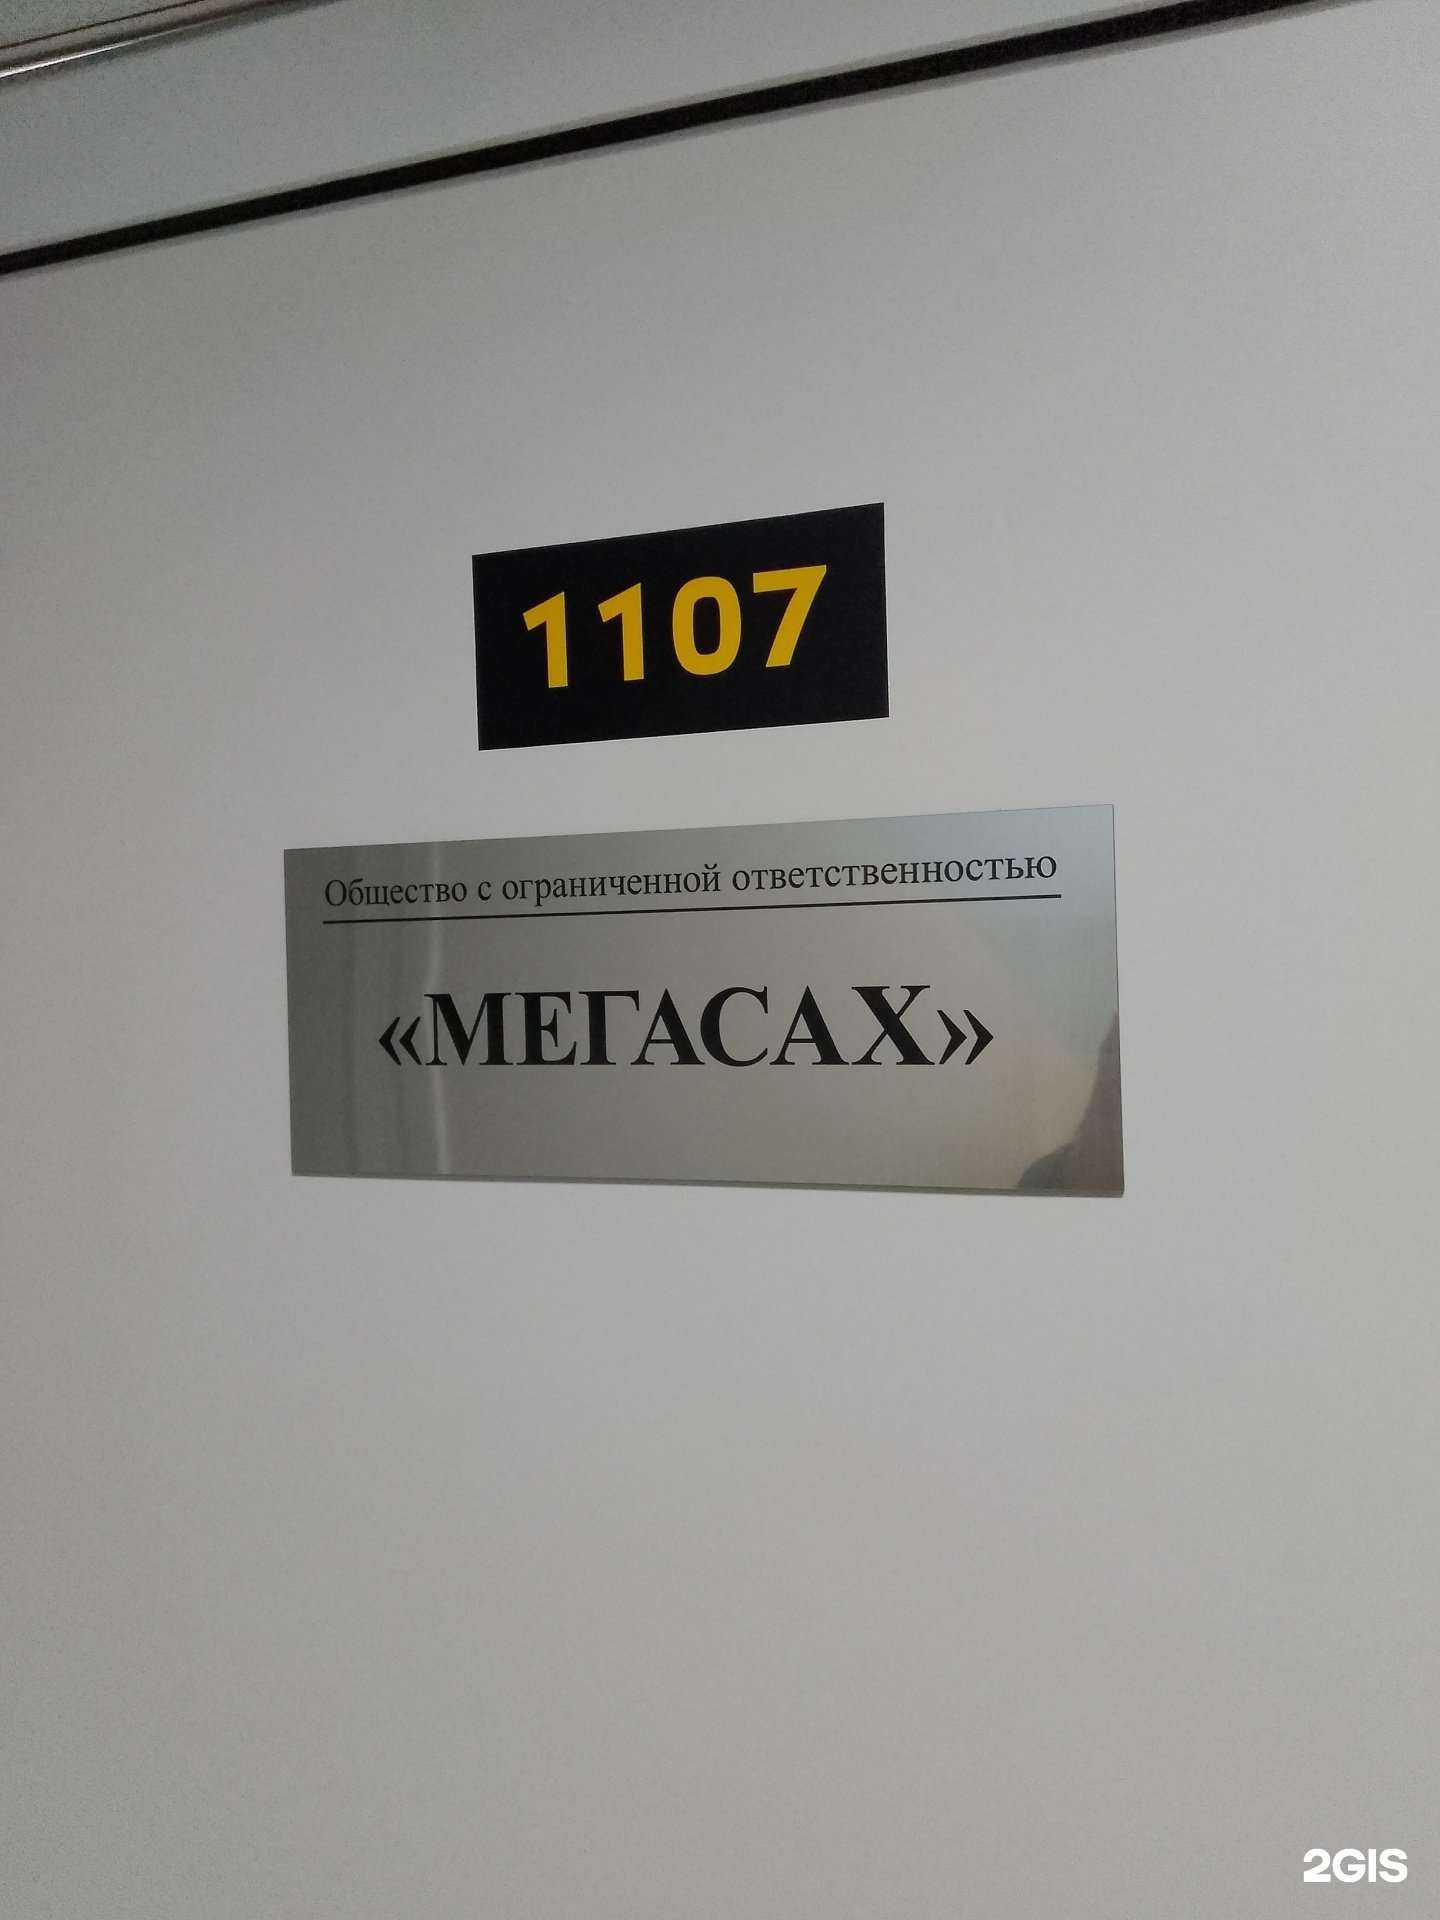 1107
Общество с ограниченной ответственностью
«МЕГАСАХ»
2GIS